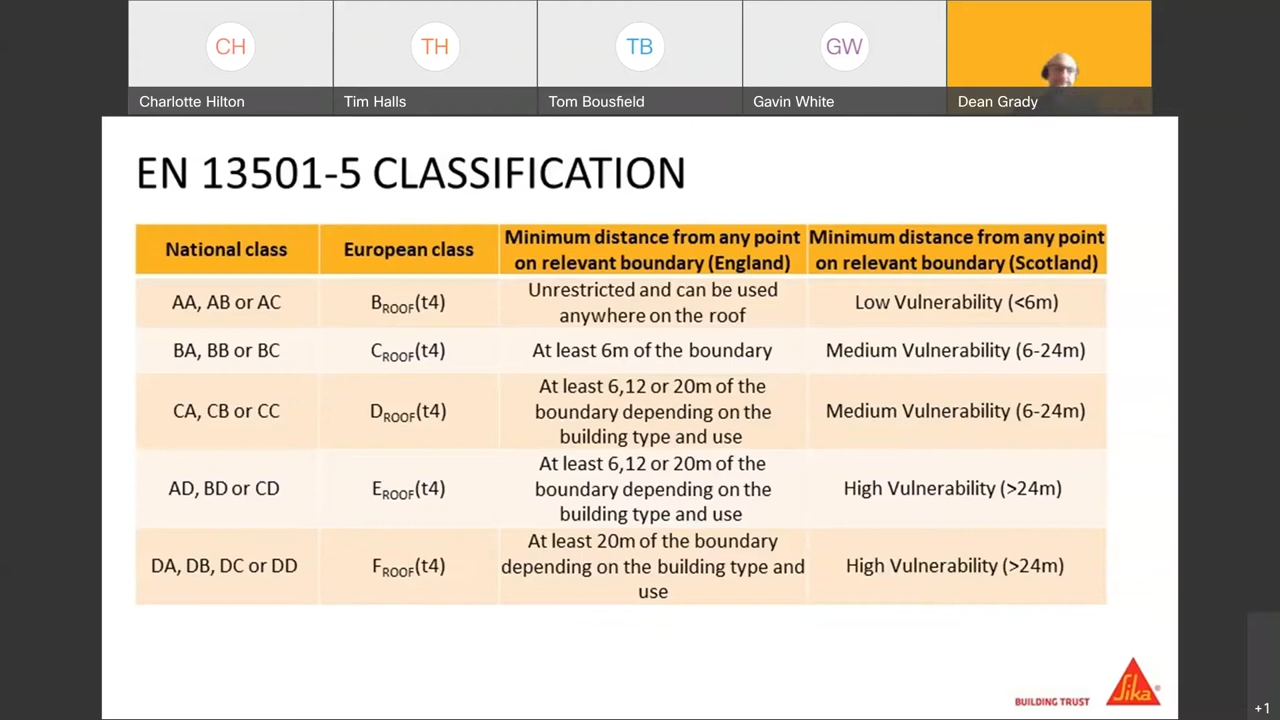 CH
TH
TB
GW
Charlotte Hilton
Tim Halls
Tom Bousfield
Gavin White
Dean Grady
EN 13501-5 CLASSIFICATION
National class
European class
Minimum distance from any point
on relevant boundary (England)
Minimum distance from any point
on relevant boundary (Scotland)
AA, AB or AC
BROOF(t4)
Unrestricted and can be used
anywhere on the roof
Low Vulnerability (<6m)
BA, BB or BC
CROOF(t4)
At least 6m of the boundary
Medium Vulnerability (6-24m)
CA, CB or CC
DROOF(t4)
At least 6,12 or 20m of the
boundary depending on the
building type and use
Medium Vulnerability (6-24m)
AD, BD or CD
EROOF(t4)
At least 6,12 or 20m of the
boundary depending on the
building type and use
High Vulnerability (>24m)
DA, DB, DC or DD
FROOF(t4)
At least 20m of the boundary
depending on the building type and
use
High Vulnerability (>24m)
BUILDING TRUST
Sika®
+1